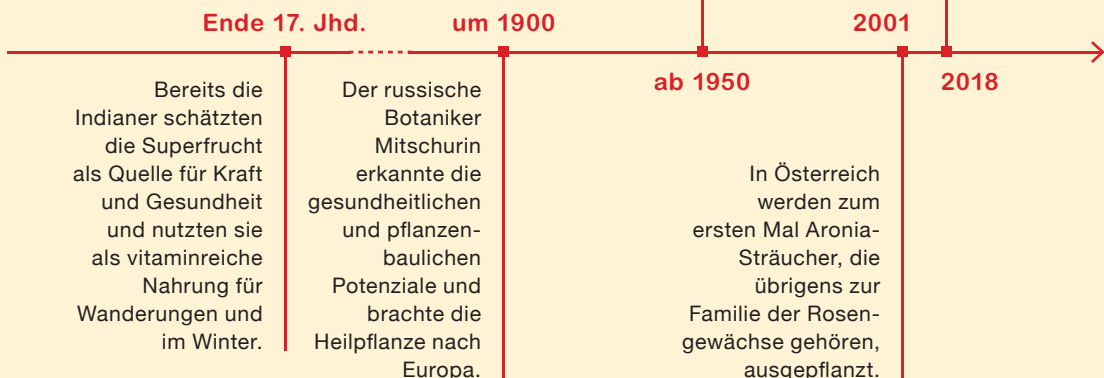 Ende 17. Jhd.
um 1900
2001
ab 1950
2018
Bereits die
Indianer schätzten
die Superfrucht
als Quelle für Kraft
und Gesundheit
und nutzten sie
als vitaminreiche
Nahrung für
Wanderungen und
im Winter.
Der russische
Botaniker
Mitschurin
erkannte die
gesundheitlichen
und pflanzen-
baulichen
Potenziale und
brachte die
Heilpflanze nach
Europa.
In Österreich
werden zum
ersten Mal Aronia-
Sträucher, die
übrigens zur
Familie der Rosen-
gewächse gehören,
ausgepflanzt.